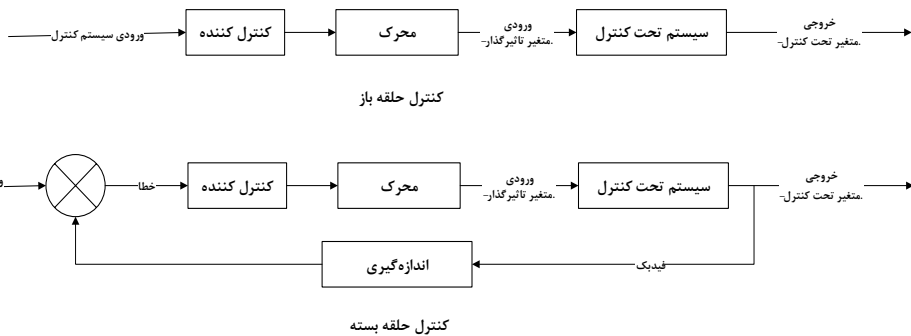 ورودی سیستم کنترل
کنترل کننده
محرک
ورودی
-متغیر تاثیرگذار.
سیستم تحت کنترل
خروجی
-متغیر تحت کنترل.
کنترل حلقه باز
خطا
کنترل کننده
محرک
ورودی
-متغیر تاثیرگذار.
سیستم تحت کنترل
خروجی
-متغیر تحت کنترل.
اندازه‌گیری
فیدبک
کنترل حلقه بسته